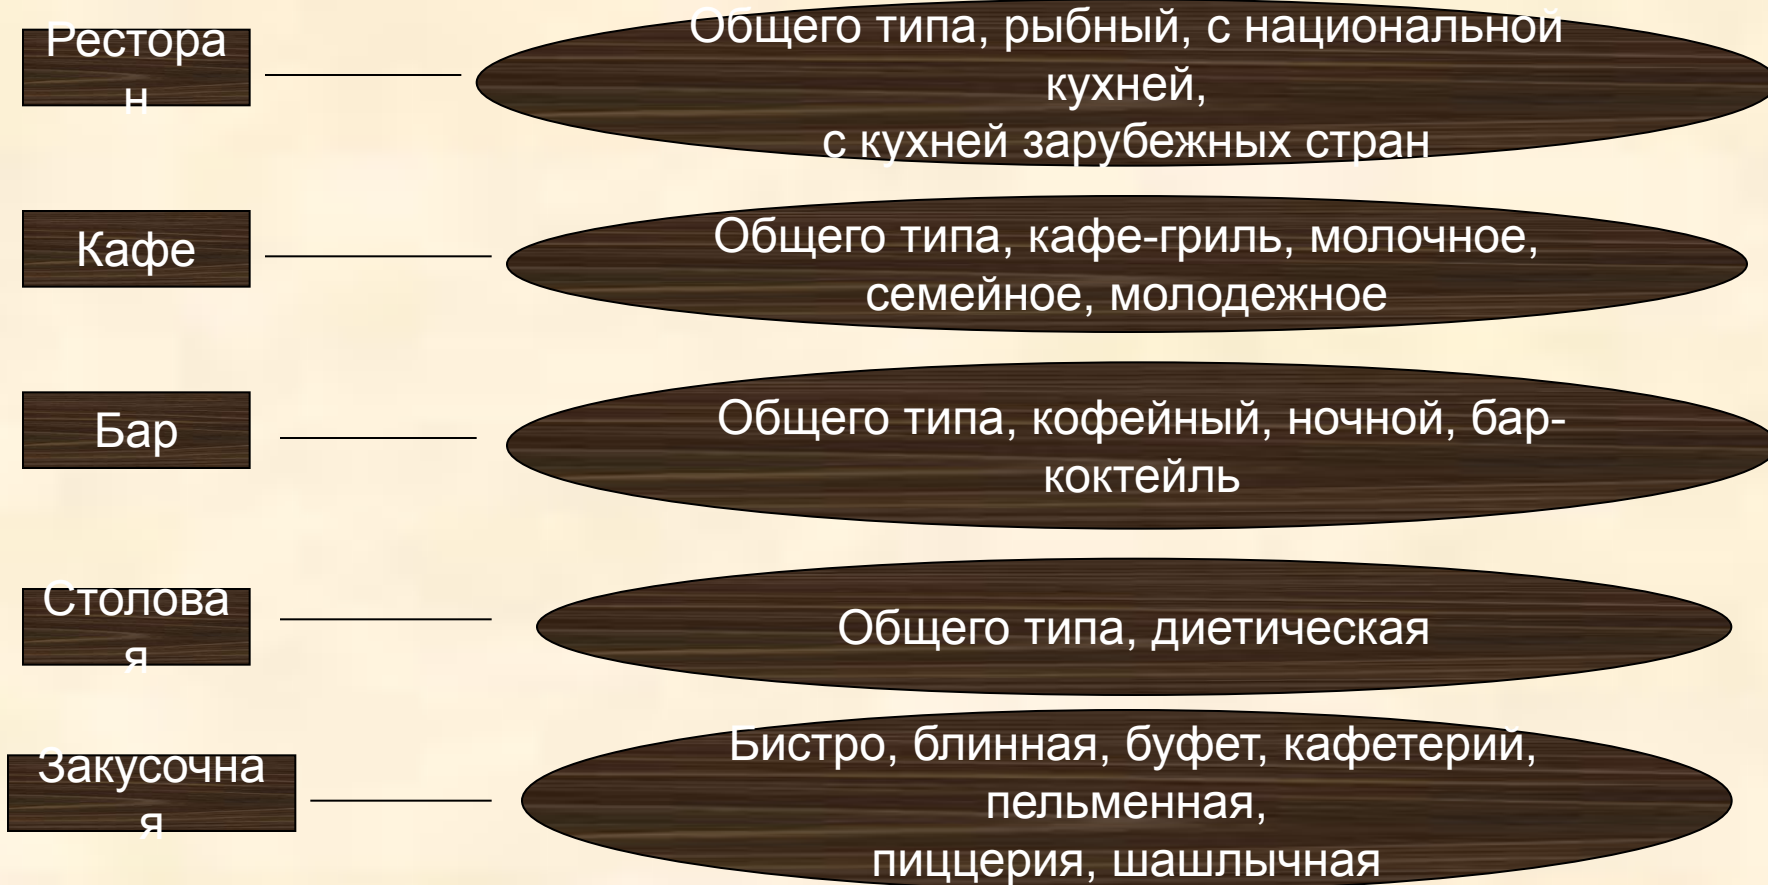 Рестора
н
Общего типа, рыбный, с национальной
кухней,
с кухней зарубежных стран
Кафе
Общего типа, кафе-гриль, молочное,
семейное, молодежное
Бар
Общего типа, кофейный, ночной, бар-
коктейль
Столова
я
Общего типа, диетическая
Закусочна
я
Бистро, блинная, буфет, кафетерий,
пельменная,
пиццерия, шашлычная